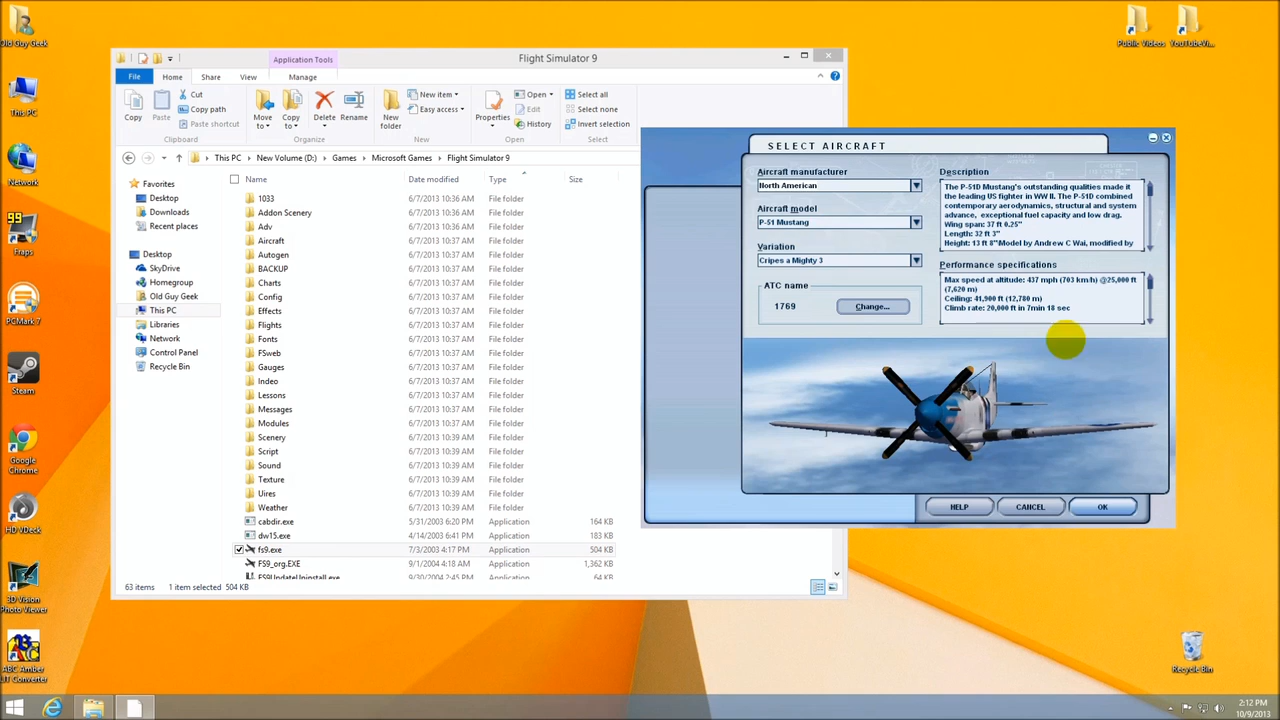 Old Guy Geek
This PC
Network
99
Fraps
PCMark 7
Steam
Google
Chrome
HD VDeck
3D Vision
Photo Viewer
ABC Amber
LIT Converter
Public Videos
YouTubeVi...
Recycle Bin
Application Tools
Flight Simulator 9
File
Home
Share
View
Manage
Copy
Paste
Cut
Copy path
Paste shortcut
Clipboard
Move
to
Copy
to
Delete
Rename
Organize
New
folder
New item
Easy access
New
Properties
Open
Edit
History
Open
Select all
Select none
Invert selection
Select
This PC
New Volume (D:)
Games
Microsoft Games
Flight Simulator 9
Favorites
Desktop
Downloads
Recent places
Desktop
SkyDrive
Homegroup
Old Guy Geek
This PC
Libraries
Network
Control Panel
Recycle Bin
Name Date modified Type Size
1033 6/7/2013 10:36 AM File folder
Addon Scenery 6/7/2013 10:36 AM File folder
Adv 6/7/2013 10:36 AM File folder
Aircraft 6/7/2013 10:36 AM File folder
Autogen 6/7/2013 10:36 AM File folder
BACKUP 6/7/2013 10:36 AM File folder
Charts 6/7/2013 10:36 AM File folder
Config 6/7/2013 10:36 AM File folder
Effects 6/7/2013 10:37 AM File folder
Flights 6/7/2013 10:36 AM File folder
Fonts 6/7/2013 10:37 AM File folder
FSweb 6/7/2013 10:36 AM File folder
Gauges 6/7/2013 10:37 AM File folder
Indeo 6/7/2013 10:37 AM File folder
Lessons 6/7/2013 10:37 AM File folder
Messages 6/7/2013 10:37 AM File folder
Modules 6/7/2013 10:37 AM File folder
Scenery 6/7/2013 10:39 AM File folder
Script 6/7/2013 10:39 AM File folder
Sound 6/7/2013 10:39 AM File folder
Texture 6/7/2013 10:39 AM File folder
Uires 6/7/2013 10:39 AM File folder
Weather 6/7/2013 10:39 AM File folder
cabdir.exe 5/31/2003 6:20 PM Application 164 KB
dw15.exe 4/14/2003 6:41 PM Application 183 KB
fs9.exe 7/3/2003 4:17 PM Application 504 KB
FS9_org.EXE 9/1/2004 4:18 AM Application 1,362 KB
FS9UpdateUninstall.exe 9/30/2004 2:45 PM Application 64 KB
63 items 1 item selected 504 KB
SELECT AIRCRAFT
Aircraft manufacturer
North American
Aircraft model
P-51 Mustang
Variation
Cripes a Mighty 3
ATC name
1769
Change...
Description
The P-51D Mustang's outstanding qualities made it
the leading US fighter in WW II. The P-51D combined
contemporary aerodynamics, structural and system
advance, exceptional fuel capacity and low drag.
Wing span: 37 ft 0.25"
Length: 32 ft 3"
Height: 13 ft 8"Model by Andrew C Wai, modified by
Performance specifications
Max speed at altitude: 437 mph (703 km/h) @25,000 ft
(7,620 m)
Ceiling: 41,900 ft (12,780 m)
Climb rate: 20,000 ft in 7min 18 sec
HELP
CANCEL
OK
2:12 PM
10/9/2013